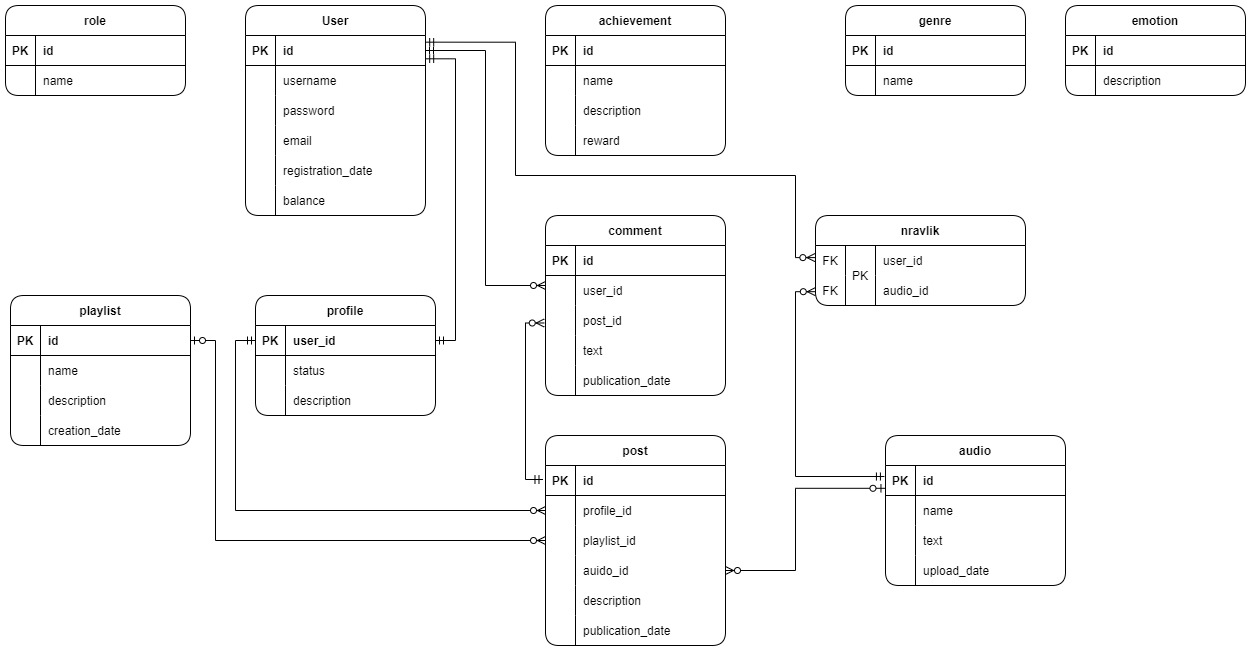 role
PK id
name
User
PK id
username
password
email
registration_date
balance
achievement
PK id
name
description
reward
genre
PK id
name
emotion
PK id
description
comment
PK id
user_id
post_id
text
publication_date
nravlik
FK PK user_id
FK audio_id
playlist
PK id
name
description
creation_date
profile
PK user_id
status
description
post
PK id
profile_id
playlist_id
auido_id
description
publication_date
audio
PK id
name
text
upload_date